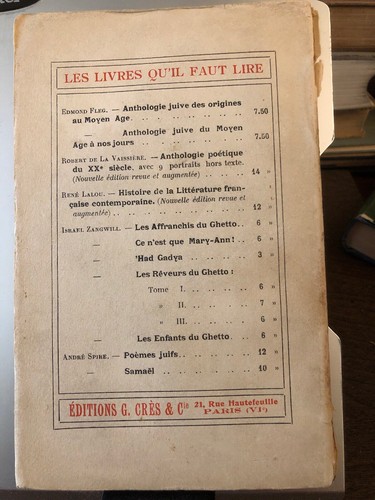 LES LIVRES QU'IL FAUT LIRE
EDMOND FLEG. — Anthologie juive des origines
au Moyen Age. . . . . . . . . 7.50
— Anthologie juive du Moyen
Age à nos jours . . . . . . . . 7.50
ROBERT DE LA VAISSIÈRE. — Anthologie poétique
du XXe siècle, avec 9 portraits hors texte.
(Nouvelle édition revue et augmentée) . . . . 14 »
RENÉ LALOU. — Histoire de la Littérature fran-
çaise contemporaine. (Nouvelle édition revue et
augmentée) . . . . . . . . . . 12 »
ISRAEL ZANGWILL. — Les Affranchis du Ghetto. . 6 »
— Ce n'est que Mary-Ann ! . . 6 »
— 'Had Gadya . . . . . . 3 »
— Les Rêveurs du Ghetto :
Tome I. . . . . . 6 »
» II. . . . . . 7 »
» III. . . . . . 6 »
— Les Enfants du Ghetto. . . 6 »
ANDRÉ SPIRE. — Poèmes juifs. . . . . . . 12 »
— Samaël . . . . . . . . 10 »
ÉDITIONS G. CRÈS & Cie 21, Rue Hautefeuille
PARIS (VIe)